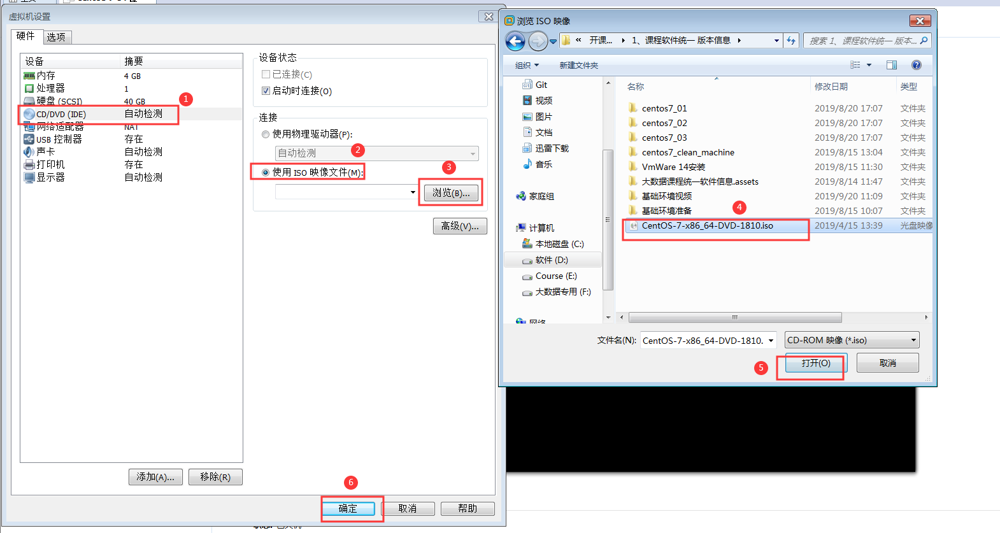 虚拟机设置
硬件
选项
设备
摘要
内存
4 GB
处理器
1
硬盘 (SCSI)
40 GB
1
CD/DVD (IDE)
自动检测
网络适配器
NAT
USB 控制器
存在
声卡
自动检测
打印机
存在
显示器
自动检测
添加(A)...
移除(R)
设备状态
已连接(C)
启动时连接(O)
连接
使用物理驱动器(P):
自动检测
2
使用 ISO 映像文件(M):
3
浏览(B)...
高级(V)...
6
确定
取消
帮助
浏览 ISO 映像
« 开课...
1、课程软件统一 版本信息
搜索 1、课程软件统一 版本...
组织
新建文件夹
Git
视频
图片
文档
迅雷下载
音乐
家庭组
计算机
本地磁盘 (C:)
软件 (D:)
Course (E:)
大数据专用 (F:)
网络
名称
修改日期
类型
centos7_01
2019/8/20 17:07
文件夹
centos7_02
2019/8/20 17:07
文件夹
centos7_03
2019/8/20 17:07
文件夹
centos7_clean_machine
2019/8/15 13:04
文件夹
VmWare 14安装
2019/8/15 11:30
文件夹
大数据课程统一软件信息.assets
2019/8/14 11:47
文件夹
基础环境视频
2019/9/20 11:09
文件夹
基础环境准备
2019/8/15 10:07
文件夹
4
CentOS-7-x86_64-DVD-1810.iso
2019/4/15 13:39
光盘映像
文件名(N):
CentOS-7-x86_64-DVD-1810.
CD-ROM 映像 (*.iso)
5
打开(O)
取消